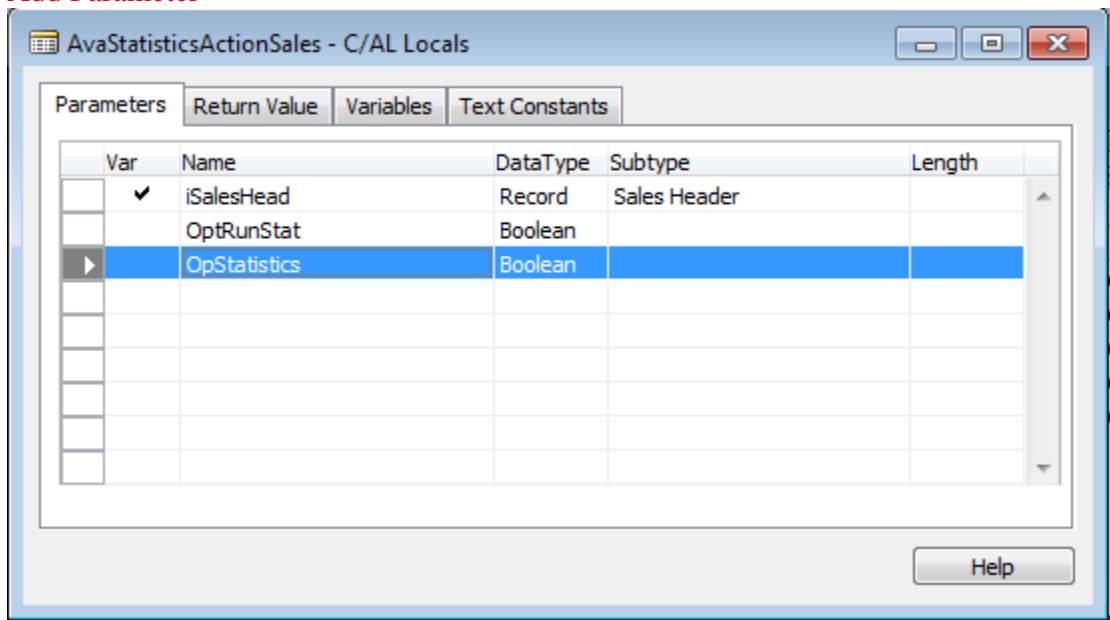 AvaStatisticsActionSales - C/AL Locals
Parameters Return Value Variables Text Constants
Var Name DataType Subtype Length
iSalesHead Record Sales Header
OptRunStat Boolean
OpStatistics Boolean
Help